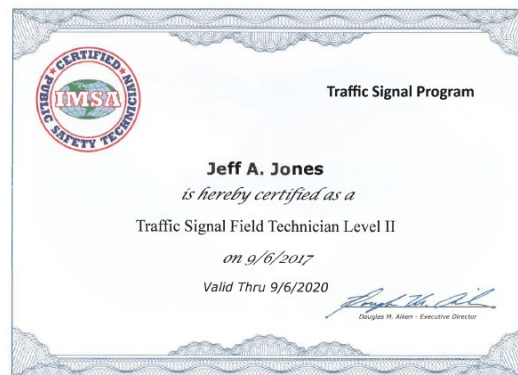 CERTIFIED
PUBLIC SAFETY TECHNICIAN
IMSA
Traffic Signal Program
Jeff A. Jones
is hereby certified as a
Traffic Signal Field Technician Level II
on 9/6/2017
Valid Thru 9/6/2020
Douglas M. Aiken - Executive Director